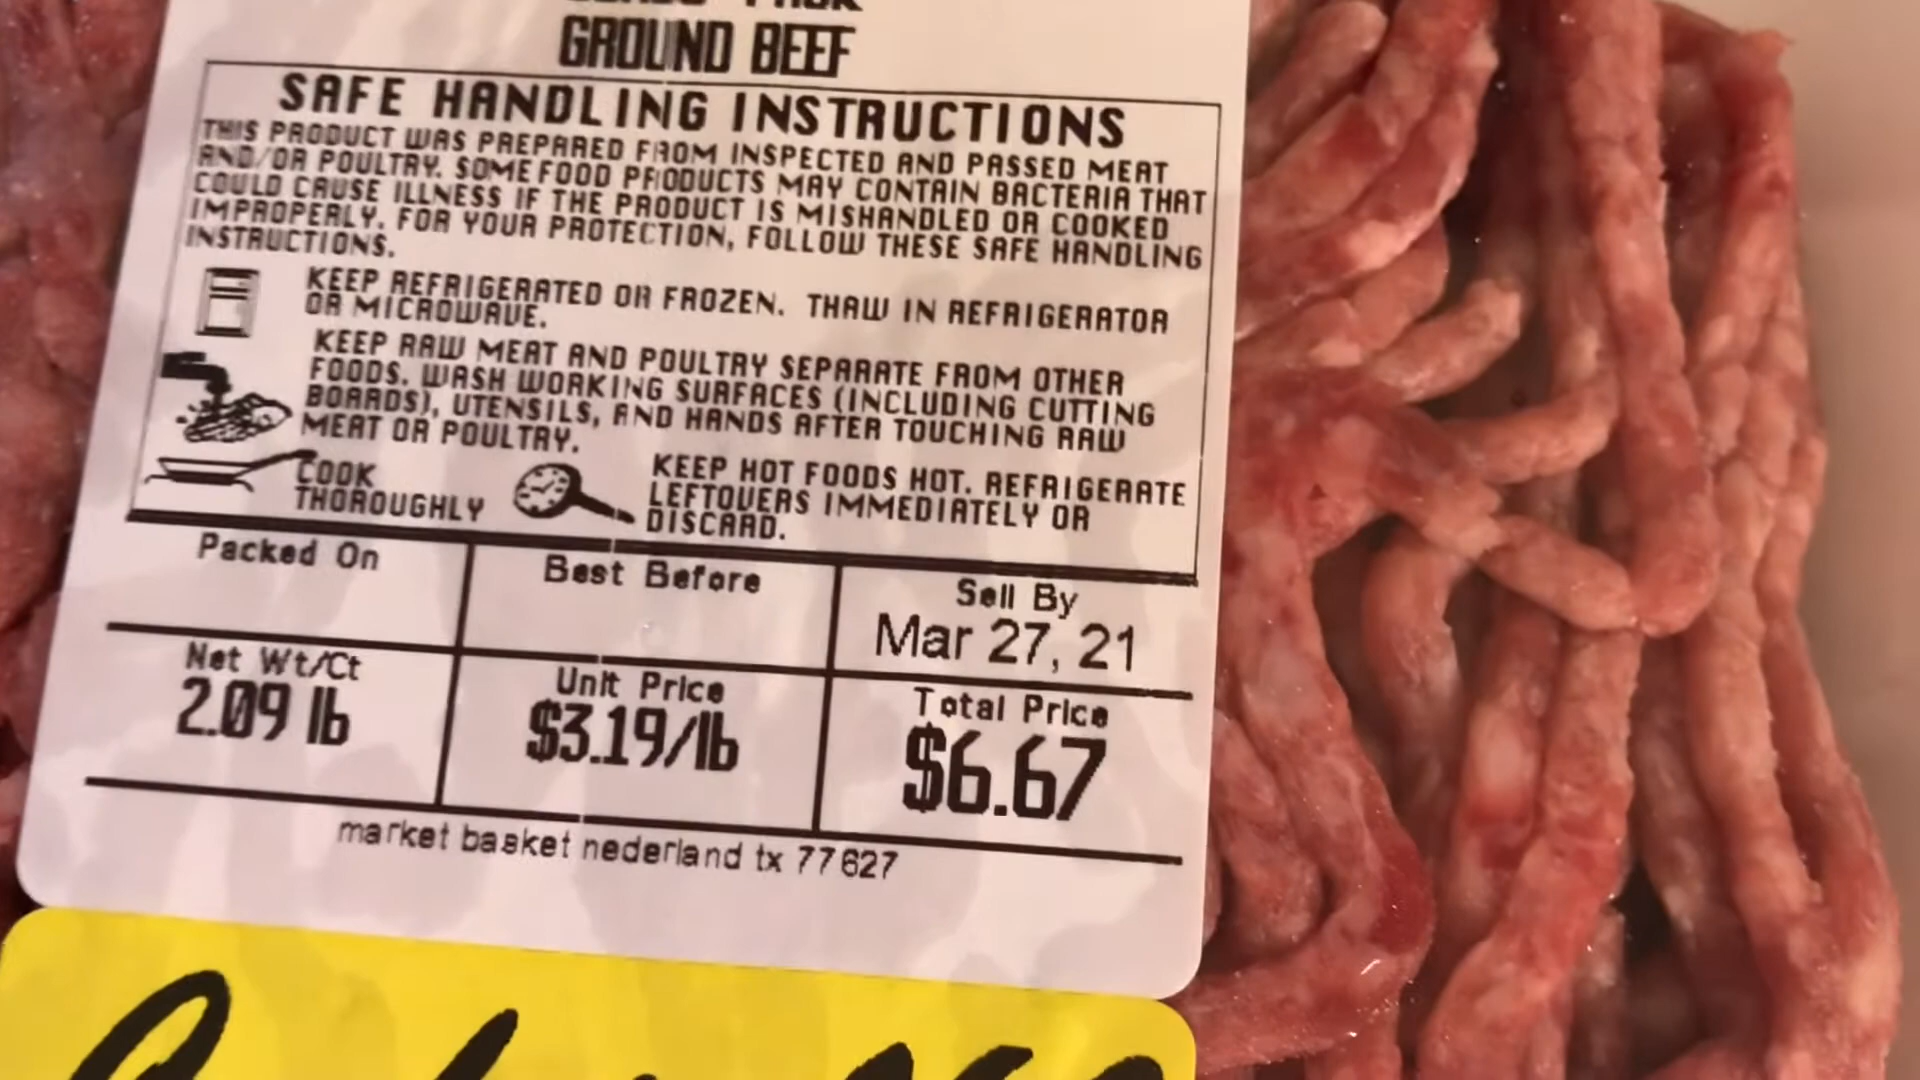 GROUND BEEF
SAFE HANDLING INSTRUCTIONS
THIS PRODUCT WAS PREPARED FROM INSPECTED AND PASSED MEAT
AND/OR POULTRY. SOME FOOD PRODUCTS MAY CONTAIN BACTERIA THAT
COULD CAUSE ILLNESS IF THE PRODUCT IS MISHANDLED OR COOKED
IMPROPERLY. FOR YOUR PROTECTION, FOLLOW THESE SAFE HANDLING
INSTRUCTIONS.
KEEP REFRIGERATED OR FROZEN. THAW IN REFRIGERATOR
OR MICROWAVE.
KEEP RAW MEAT AND POULTRY SEPARATE FROM OTHER
FOODS. WASH WORKING SURFACES (INCLUDING CUTTING
BOARDS), UTENSILS, AND HANDS AFTER TOUCHING RAW
MEAT OR POULTRY.
COOK
THOROUGHLY
KEEP HOT FOODS HOT. REFRIGERATE
LEFTOVERS IMMEDIATELY OR
DISCARD.
Packed On
Best Before
Sell By
Mar 27, 21
Net Wt/Ct
2.09 lb
Unit Price
$3.19/lb
Total Price
$6.67
market basket nederland tx 77627